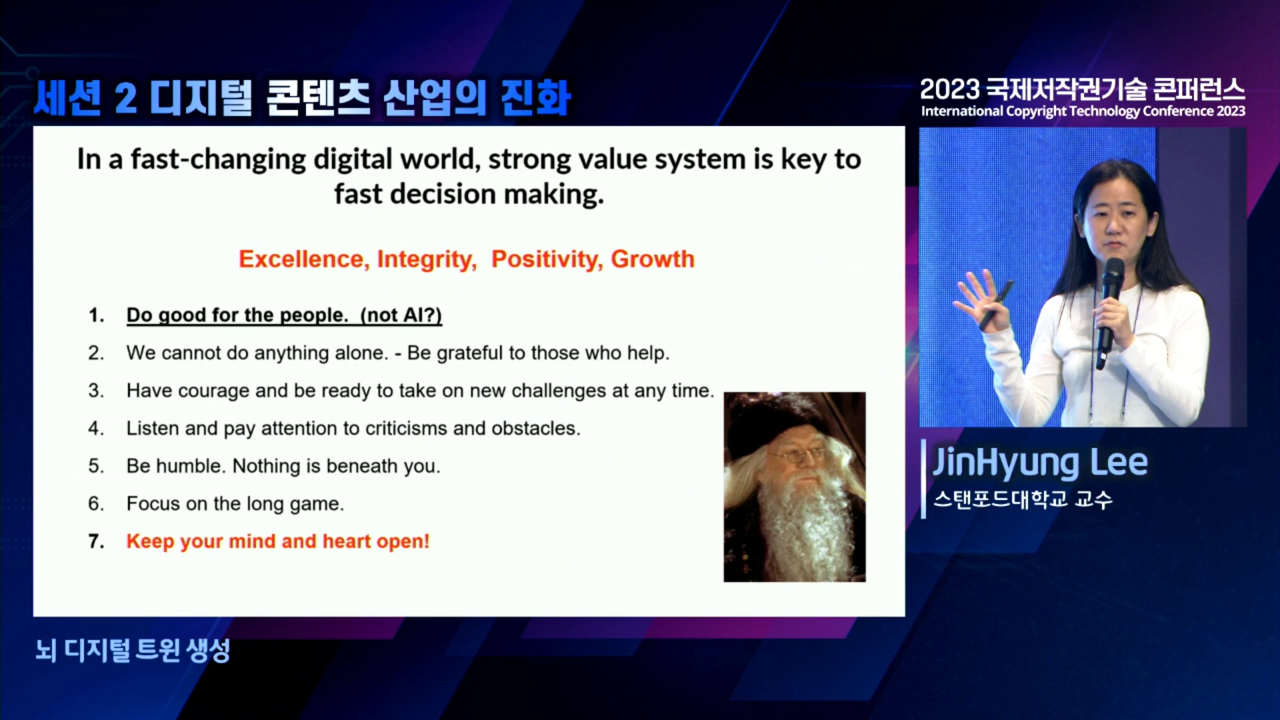 세션 2 디지털 콘텐츠 산업의 진화
2023 국제저작권기술 콘퍼런스
International Copyright Technology Conference 2023
In a fast-changing digital world, strong value system is key to
fast decision making.
Excellence, Integrity,  Positivity, Growth
1. Do good for the people.  (not AI?)
2. We cannot do anything alone. - Be grateful to those who help.
3. Have courage and be ready to take on new challenges at any time.
4. Listen and pay attention to criticisms and obstacles.
5. Be humble. Nothing is beneath you.
6. Focus on the long game.
7. Keep your mind and heart open!
JinHyung Lee
스탠포드대학교 교수
뇌 디지털 트윈 생성